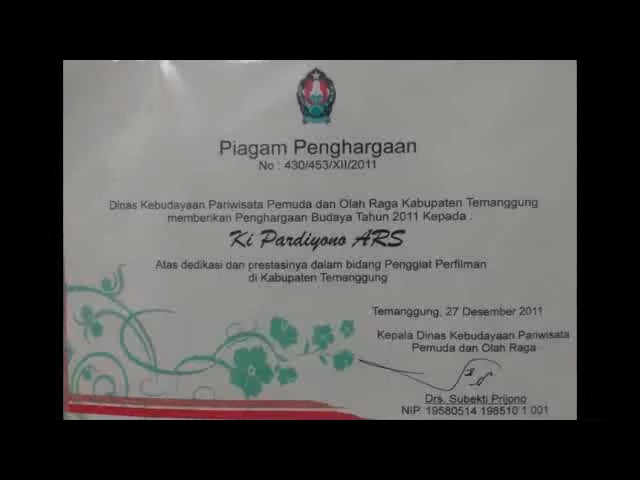 Piagam Penghargaan
No : 430/453/XII/2011
Dinas Kebudayaan Pariwisata Pemuda dan Olah Raga Kabupaten Temanggung
memberikan Penghargaan Budaya Tahun 2011 Kepada :
Ki Pardiyono ARS
Atas dedikasi dan prestasinya dalam bidang Penggiat Perfilman
di Kabupaten Temanggung
Temanggung, 27 Desember 2011
Kepala Dinas Kebudayaan Pariwisata
Pemuda dan Olah Raga
Drs. Subekti Prijono
NIP. 19580514 198510 1 001